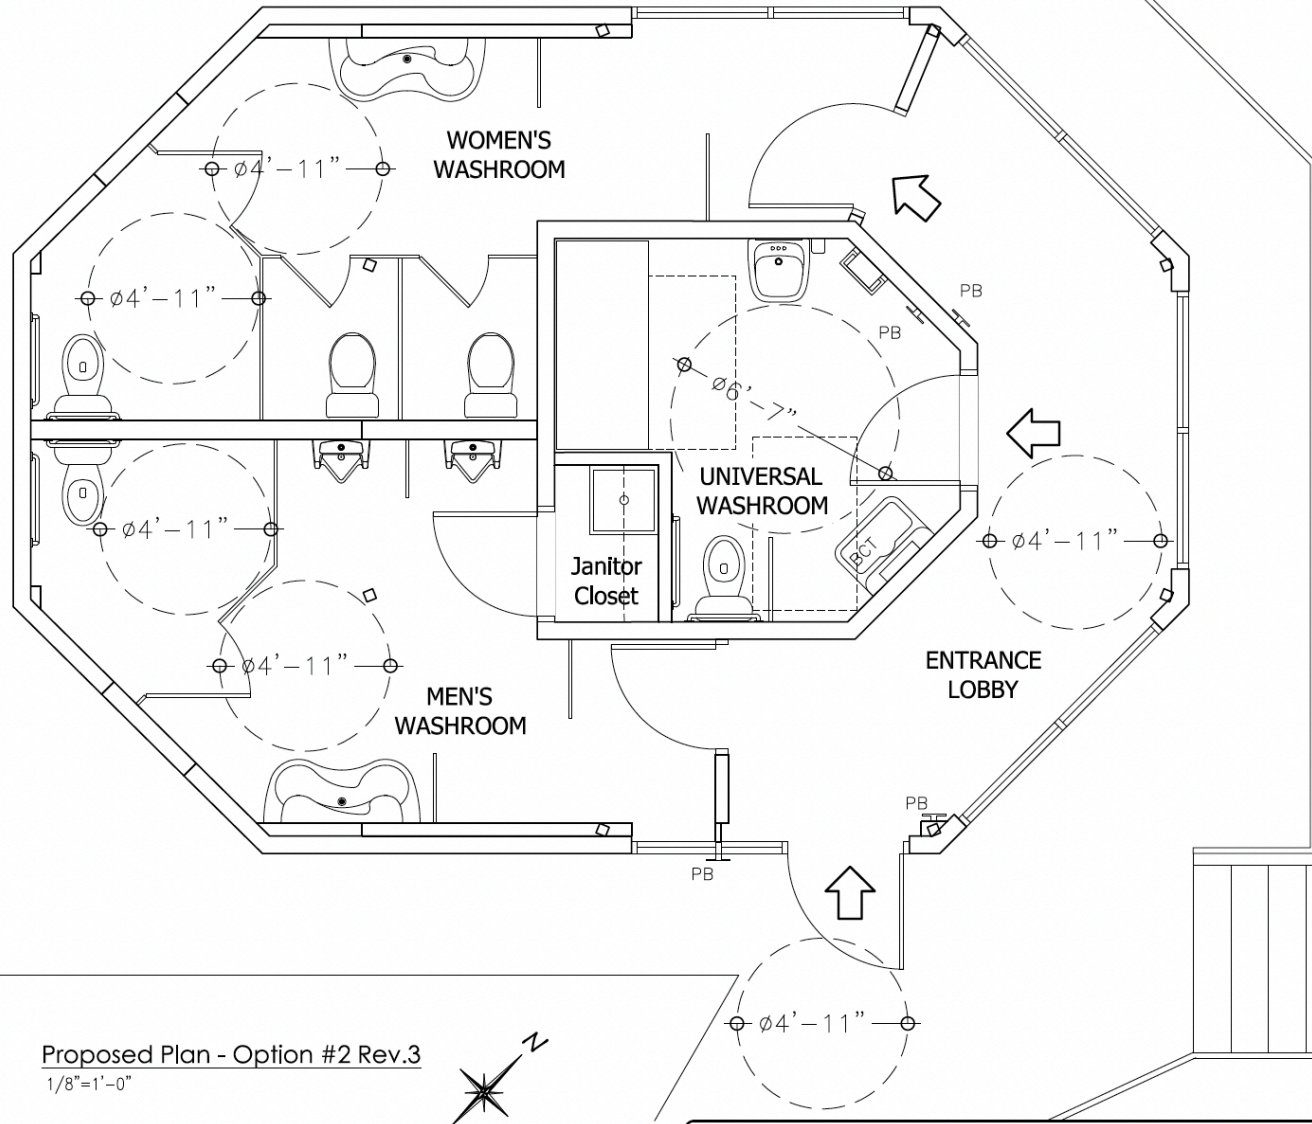 WOMEN'S
WASHROOM
ø4'-11"
ø4'-11"
PB
PB
ø6'-7"
UNIVERSAL
WASHROOM
ø4'-11"
ø4'-11"
BCT
Janitor
Closet
ENTRANCE
LOBBY
ø4'-11"
MEN'S
WASHROOM
PB
PB
ø4'-11"
N
Proposed Plan - Option #2 Rev.3
1/8"=1'-0"